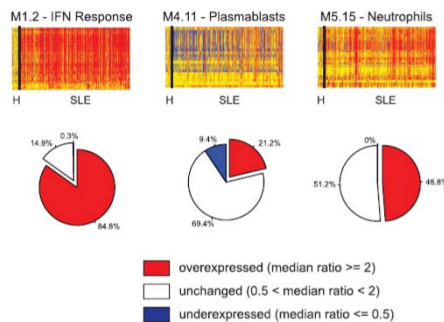 M1.2 - IFN Response
M4.11 - Plasmablasts
M5.15 - Neutrophils
H SLE
H SLE
H SLE
14.9%
0.3%
84.8%
9.4%
21.2%
69.4%
0%
51.2%
48.8%
overexpressed (median ratio >= 2)
unchanged (0.5 < median ratio < 2)
underexpressed (median ratio <= 0.5)